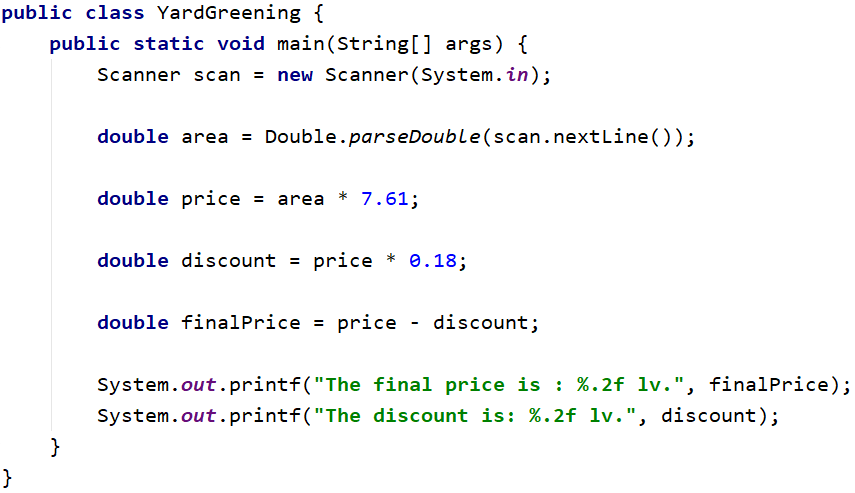 public class YardGreening {
    public static void main(String[] args) {
        Scanner scan = new Scanner(System.in);
        double area = Double.parseDouble(scan.nextLine());
        double price = area * 7.61;
        double discount = price * 0.18;
        double finalPrice = price - discount;
        System.out.printf("The final price is : %.2f lv.", finalPrice);
        System.out.printf("The discount is: %.2f lv.", discount);
    }
}